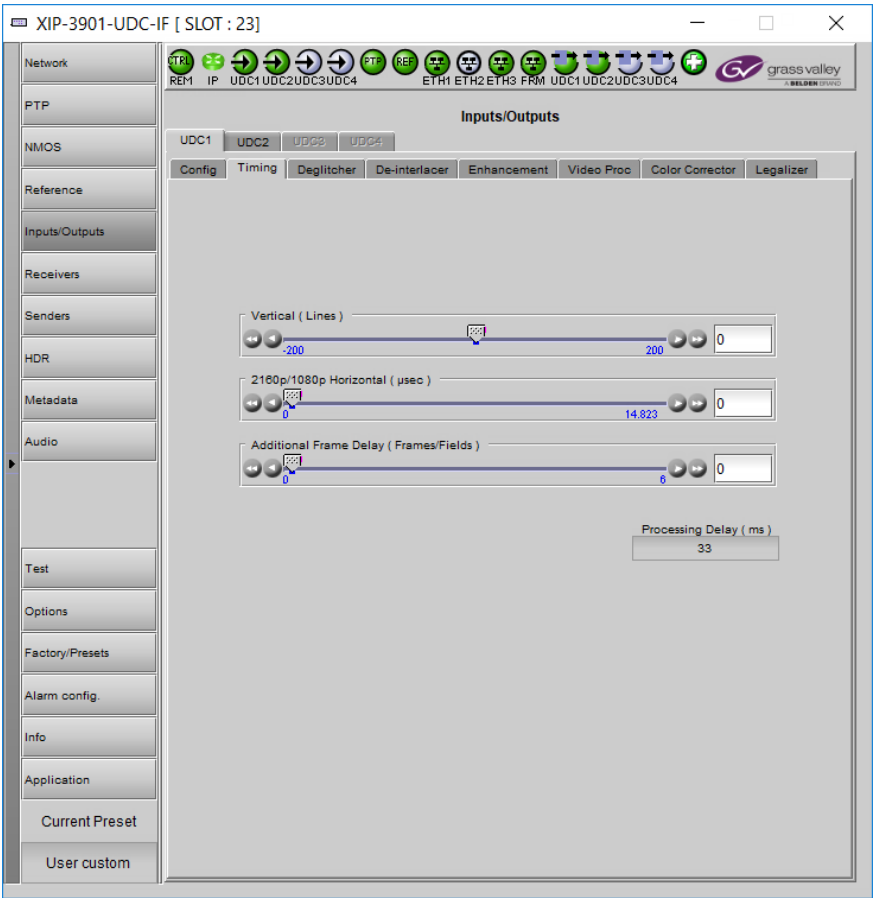 XIP-3901-UDC-IF [ SLOT : 23]
Network
PTP
NMOS
Reference
Inputs/Outputs
Receivers
Senders
HDR
Metadata
Audio
Test
Options
Factory/Presets
Alarm config.
Info
Application
Current Preset
User custom
CTRL PTP REF
REM IP UDC1 UDC2 UDC3 UDC4 ETH1 ETH2 ETH3 FRM UDC1 UDC2 UDC3 UDC4
GV grass valley
A BELDEN BRAND
Inputs/Outputs
UDC1 UDC2 UDC3 UDC4
Config Timing Deglitcher De-interlacer Enhancement Video Proc Color Corrector Legalizer
Vertical ( Lines )
-200 200 0
2160p/1080p Horizontal ( µsec )
0 14.823 0
Additional Frame Delay ( Frames/Fields )
0 6 0
Processing Delay ( ms )
33